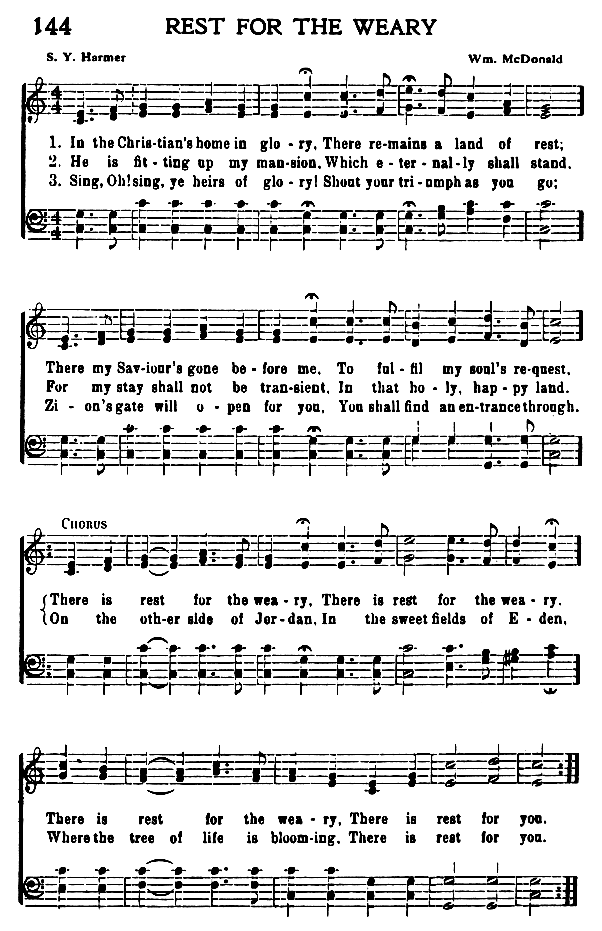 144 REST FOR THE WEARY
S. Y. Harmer Wm. McDonald
1. In the Chris-tian's home in glo - ry, There re-mains a land of rest;
2. He is fit - ting up my man-sion, Which e - ter - nal-ly shall stand.
3. Sing, Oh! sing, ye heirs of glo - ry! Shout your tri - umph as you go;
There my Sav-iour's gone be - fore me, To ful - fil my soul's re-quest.
For my stay shall not be tran-sient, In that ho - ly, hap - py land.
Zi - on's gate will o - pen for you, You shall find an en-trance through.
CHORUS
There is rest for the wea - ry, There is rest for the wea - ry.
On the oth-er side of Jor-dan, In the sweet fields of E - den,
There is rest for the wea - ry, There is rest for you.
Where the tree of life is bloom-ing, There is rest for you.